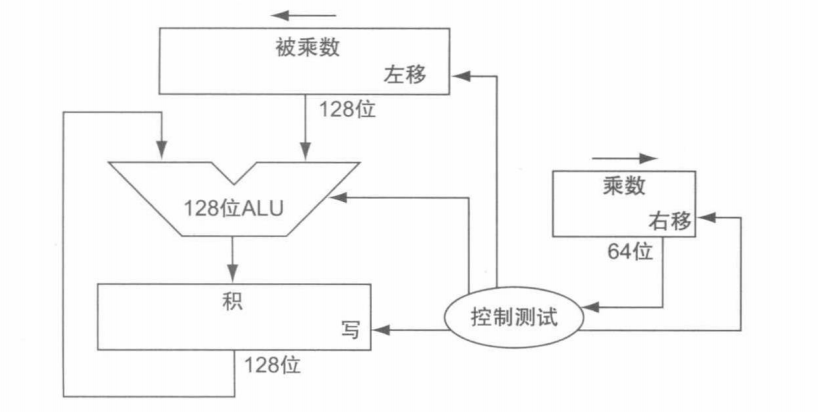 被乘数
左移
128位
128位ALU
乘数
右移
64位
积
写
128位
控制测试